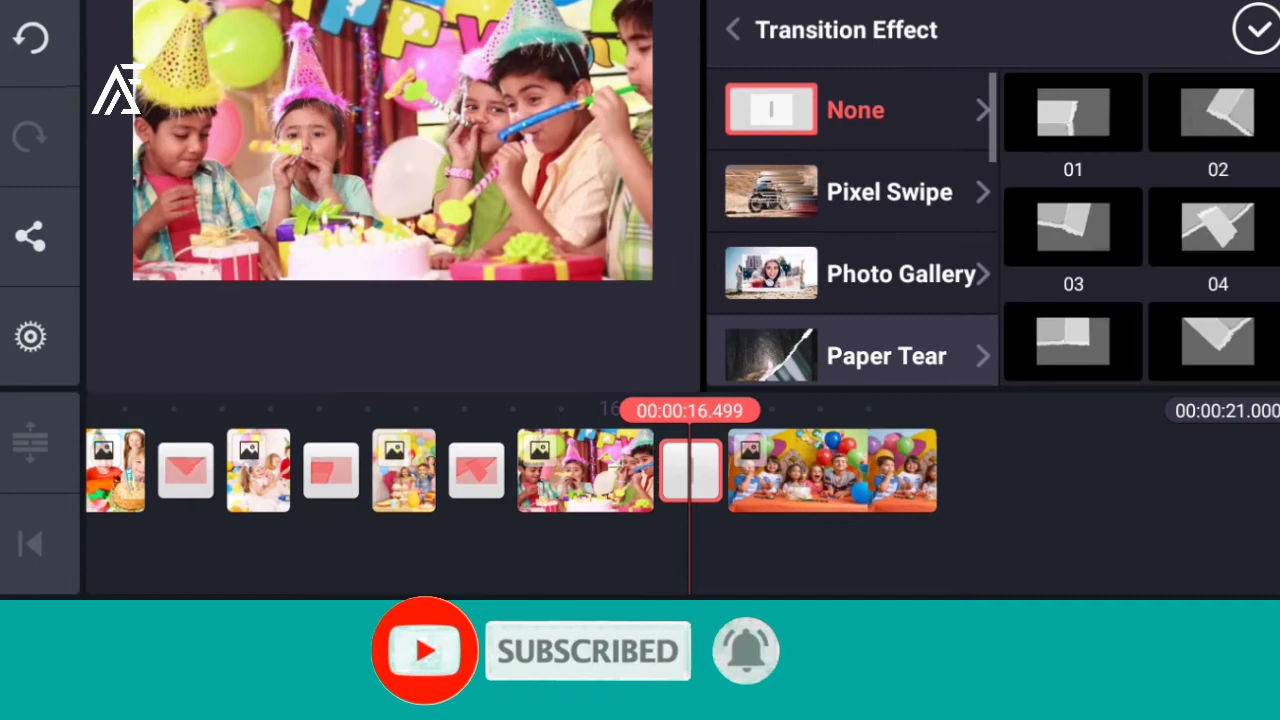 Transition Effect
None
Pixel Swipe
Photo Gallery
Paper Tear
01
02
03
04
16
00:00:16.499
00:00:21.000
SUBSCRIBED